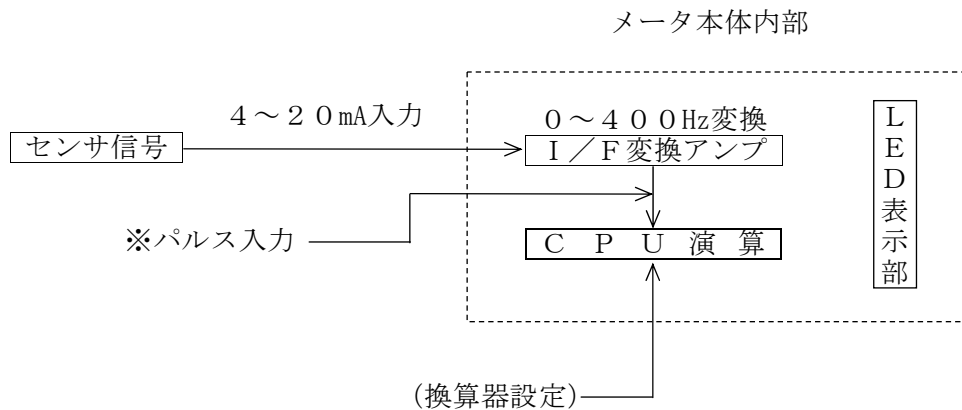 メータ本体内部
４～２０mA入力
０～４００Hz変換
センサ信号
Ｉ／Ｆ変換アンプ
※パルス入力
Ｃ　Ｐ　Ｕ　演　算
ＬＥＤ表示部
(換算器設定)